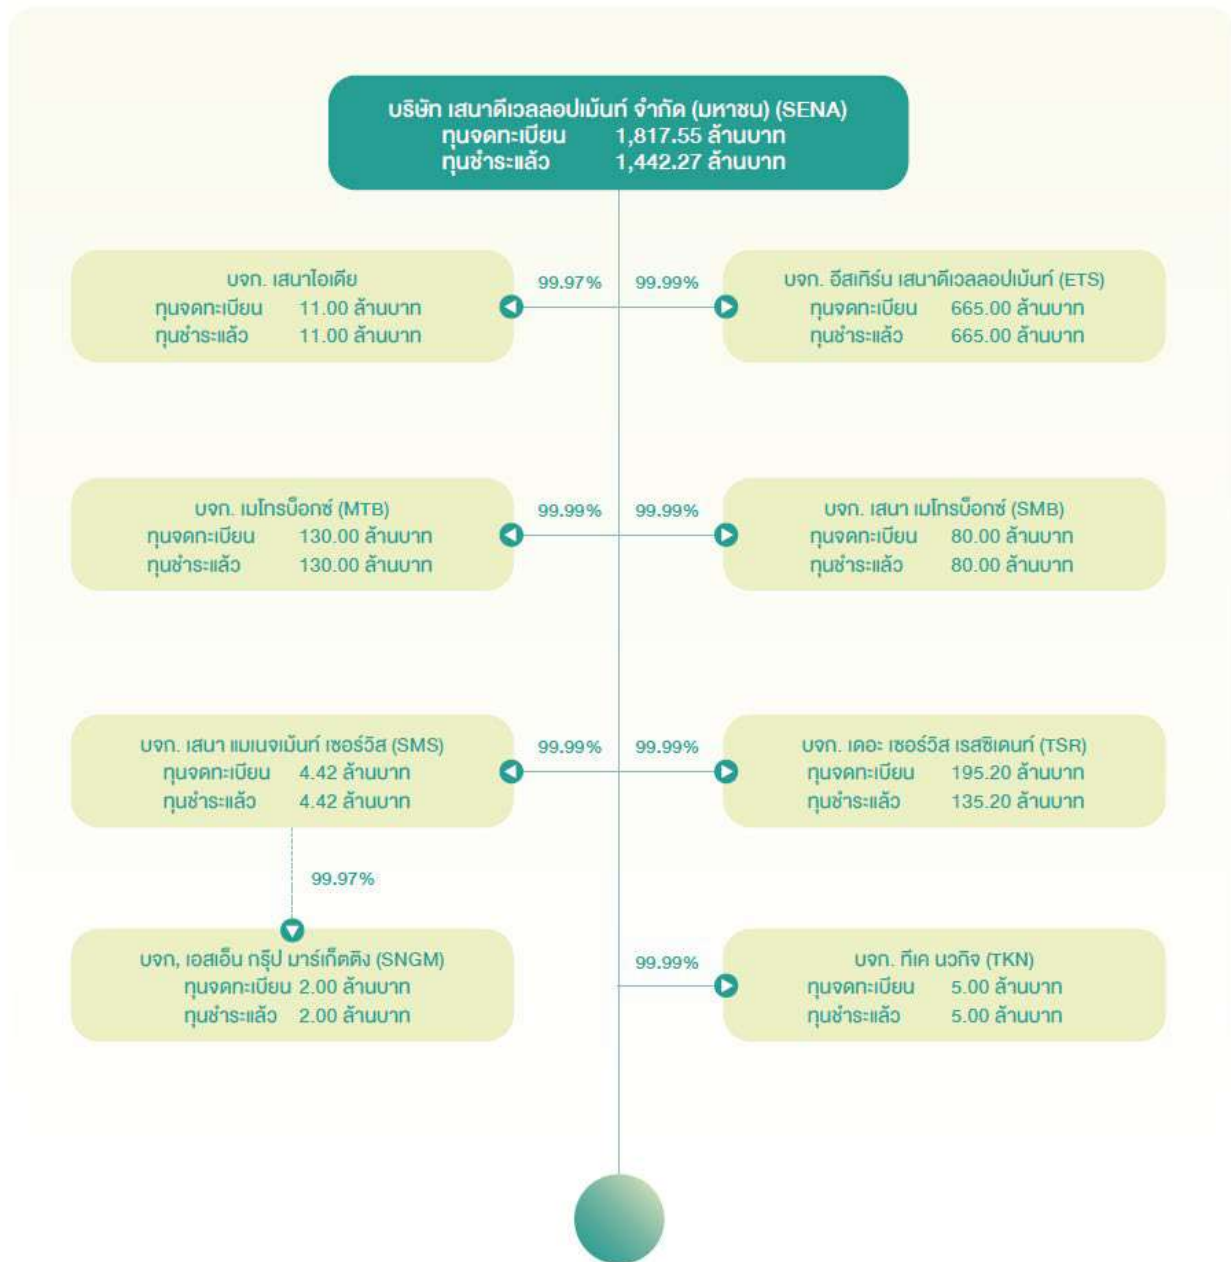 บริษัท เสนาดีเวลลอปเม้นท์ จำกัด (มหาชน) (SENA)
ทุนจดทะเบียน 1,817.55 ล้านบาท
ทุนชำระแล้ว 1,442.27 ล้านบาท
บจก. เสนาไอเดีย
ทุนจดทะเบียน 11.00 ล้านบาท
ทุนชำระแล้ว 11.00 ล้านบาท
99.97%
99.99%
บจก. อีสเทิร์น เสนาดีเวลลอปเม้นท์ (ETS)
ทุนจดทะเบียน 665.00 ล้านบาท
ทุนชำระแล้ว 665.00 ล้านบาท
บจก. เมโทรบ็อกซ์ (MTB)
ทุนจดทะเบียน 130.00 ล้านบาท
ทุนชำระแล้ว 130.00 ล้านบาท
99.99%
99.99%
บจก. เสนา เมโทรบ็อกซ์ (SMB)
ทุนจดทะเบียน 80.00 ล้านบาท
ทุนชำระแล้ว 80.00 ล้านบาท
บจก. เสนา แมเนจเม้นท์ เซอร์วิส (SMS)
ทุนจดทะเบียน 4.42 ล้านบาท
ทุนชำระแล้ว 4.42 ล้านบาท
99.99%
99.99%
บจก. เดอะ เซอร์วิส เรสซิเดนท์ (TSR)
ทุนจดทะเบียน 195.20 ล้านบาท
ทุนชำระแล้ว 135.20 ล้านบาท
99.97%
บจก, เอสเอ็น กรุ๊ป มาร์เก็ตติง (SNGM)
ทุนจดทะเบียน 2.00 ล้านบาท
ทุนชำระแล้ว 2.00 ล้านบาท
99.99%
บจก. ทีเค นวกิจ (TKN)
ทุนจดทะเบียน 5.00 ล้านบาท
ทุนชำระแล้ว 5.00 ล้านบาท